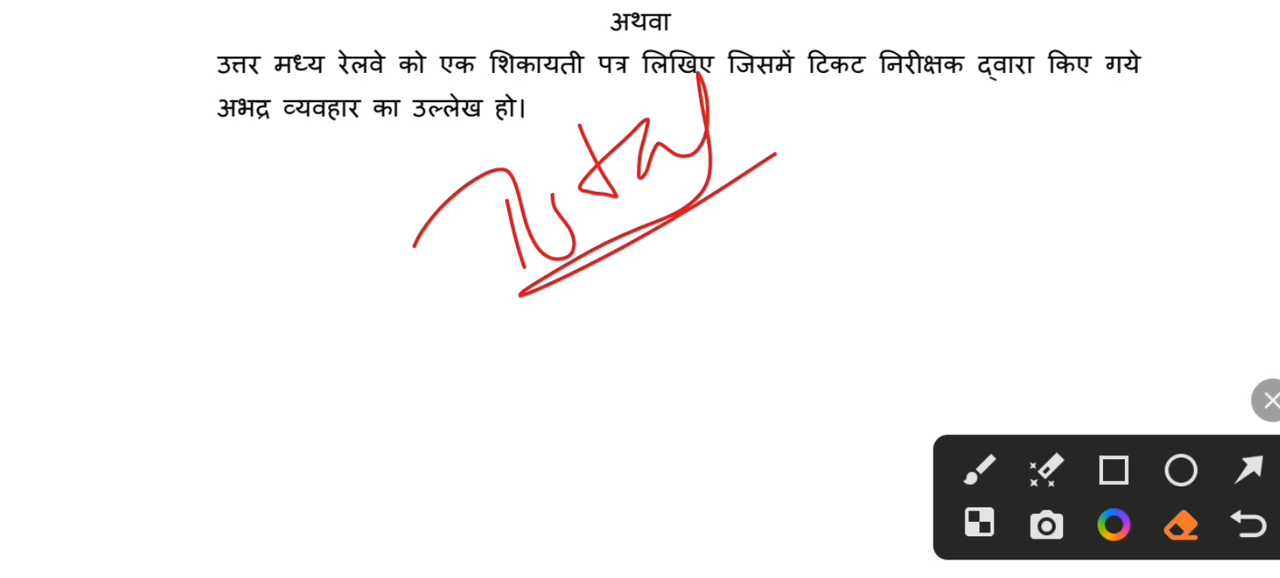 अथवा
उत्तर मध्य रेलवे को एक शिकायती पत्र लिखिए जिसमें टिकट निरीक्षक द्वारा किए गये
अभद्र व्यवहार का उल्लेख हो।